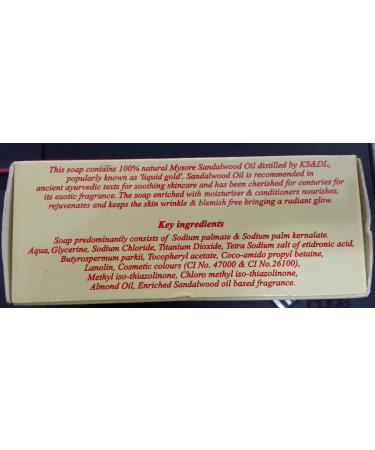 This soap contains 100% natural Mysore Sandalwood Oil distilled by KS&DL,
popularly known as 'liquid gold'. Sandalwood Oil is recommended in
ancient ayurvedic texts for soothing skincare and has been cherished for centuries for
its exotic fragrance. The soap enriched with moisturiser & conditioners nourishes,
rejuvenates and keeps the skin wrinkle & blemish free bringing a radiant glow.
Key ingredients
Soap predominantly consists of Sodium palmate & Sodium palm kernalate.
Aqua, Glycerine, Sodium Chloride, Titanium Dioxide, Tetra Sodium salt of etidronic acid,
Butyrospermum parkii, Tocopheryl acetate, Coco-amido propyl betaine,
Lanolin, Cosmetic colours (CI No. 47000 & CI No.26100),
Methyl iso-thiazolinone, Chloro methyl iso-thiazolinone,
Almond Oil, Enriched Sandalwood oil based fragrance.